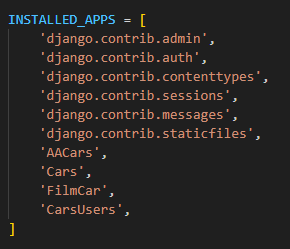 INSTALLED_APPS = [
    'django.contrib.admin',
    'django.contrib.auth',
    'django.contrib.contenttypes',
    'django.contrib.sessions',
    'django.contrib.messages',
    'django.contrib.staticfiles',
    'AACars',
    'Cars',
    'FilmCar',
    'CarsUsers',
]